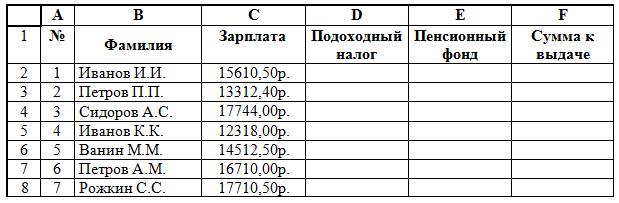 A B C D E F
1 № Фамилия Зарплата Подоходный налог Пенсионный фонд Сумма к выдаче
2 1 Иванов И.И. 15610,50р.
3 2 Петров П.П. 13312,40р.
4 3 Сидоров А.С. 17744,00р.
5 4 Иванов К.К. 12318,00р.
6 5 Ванин М.М. 14512,50р.
7 6 Петров А.М. 16710,00р.
8 7 Рожкин С.С. 17710,50р.